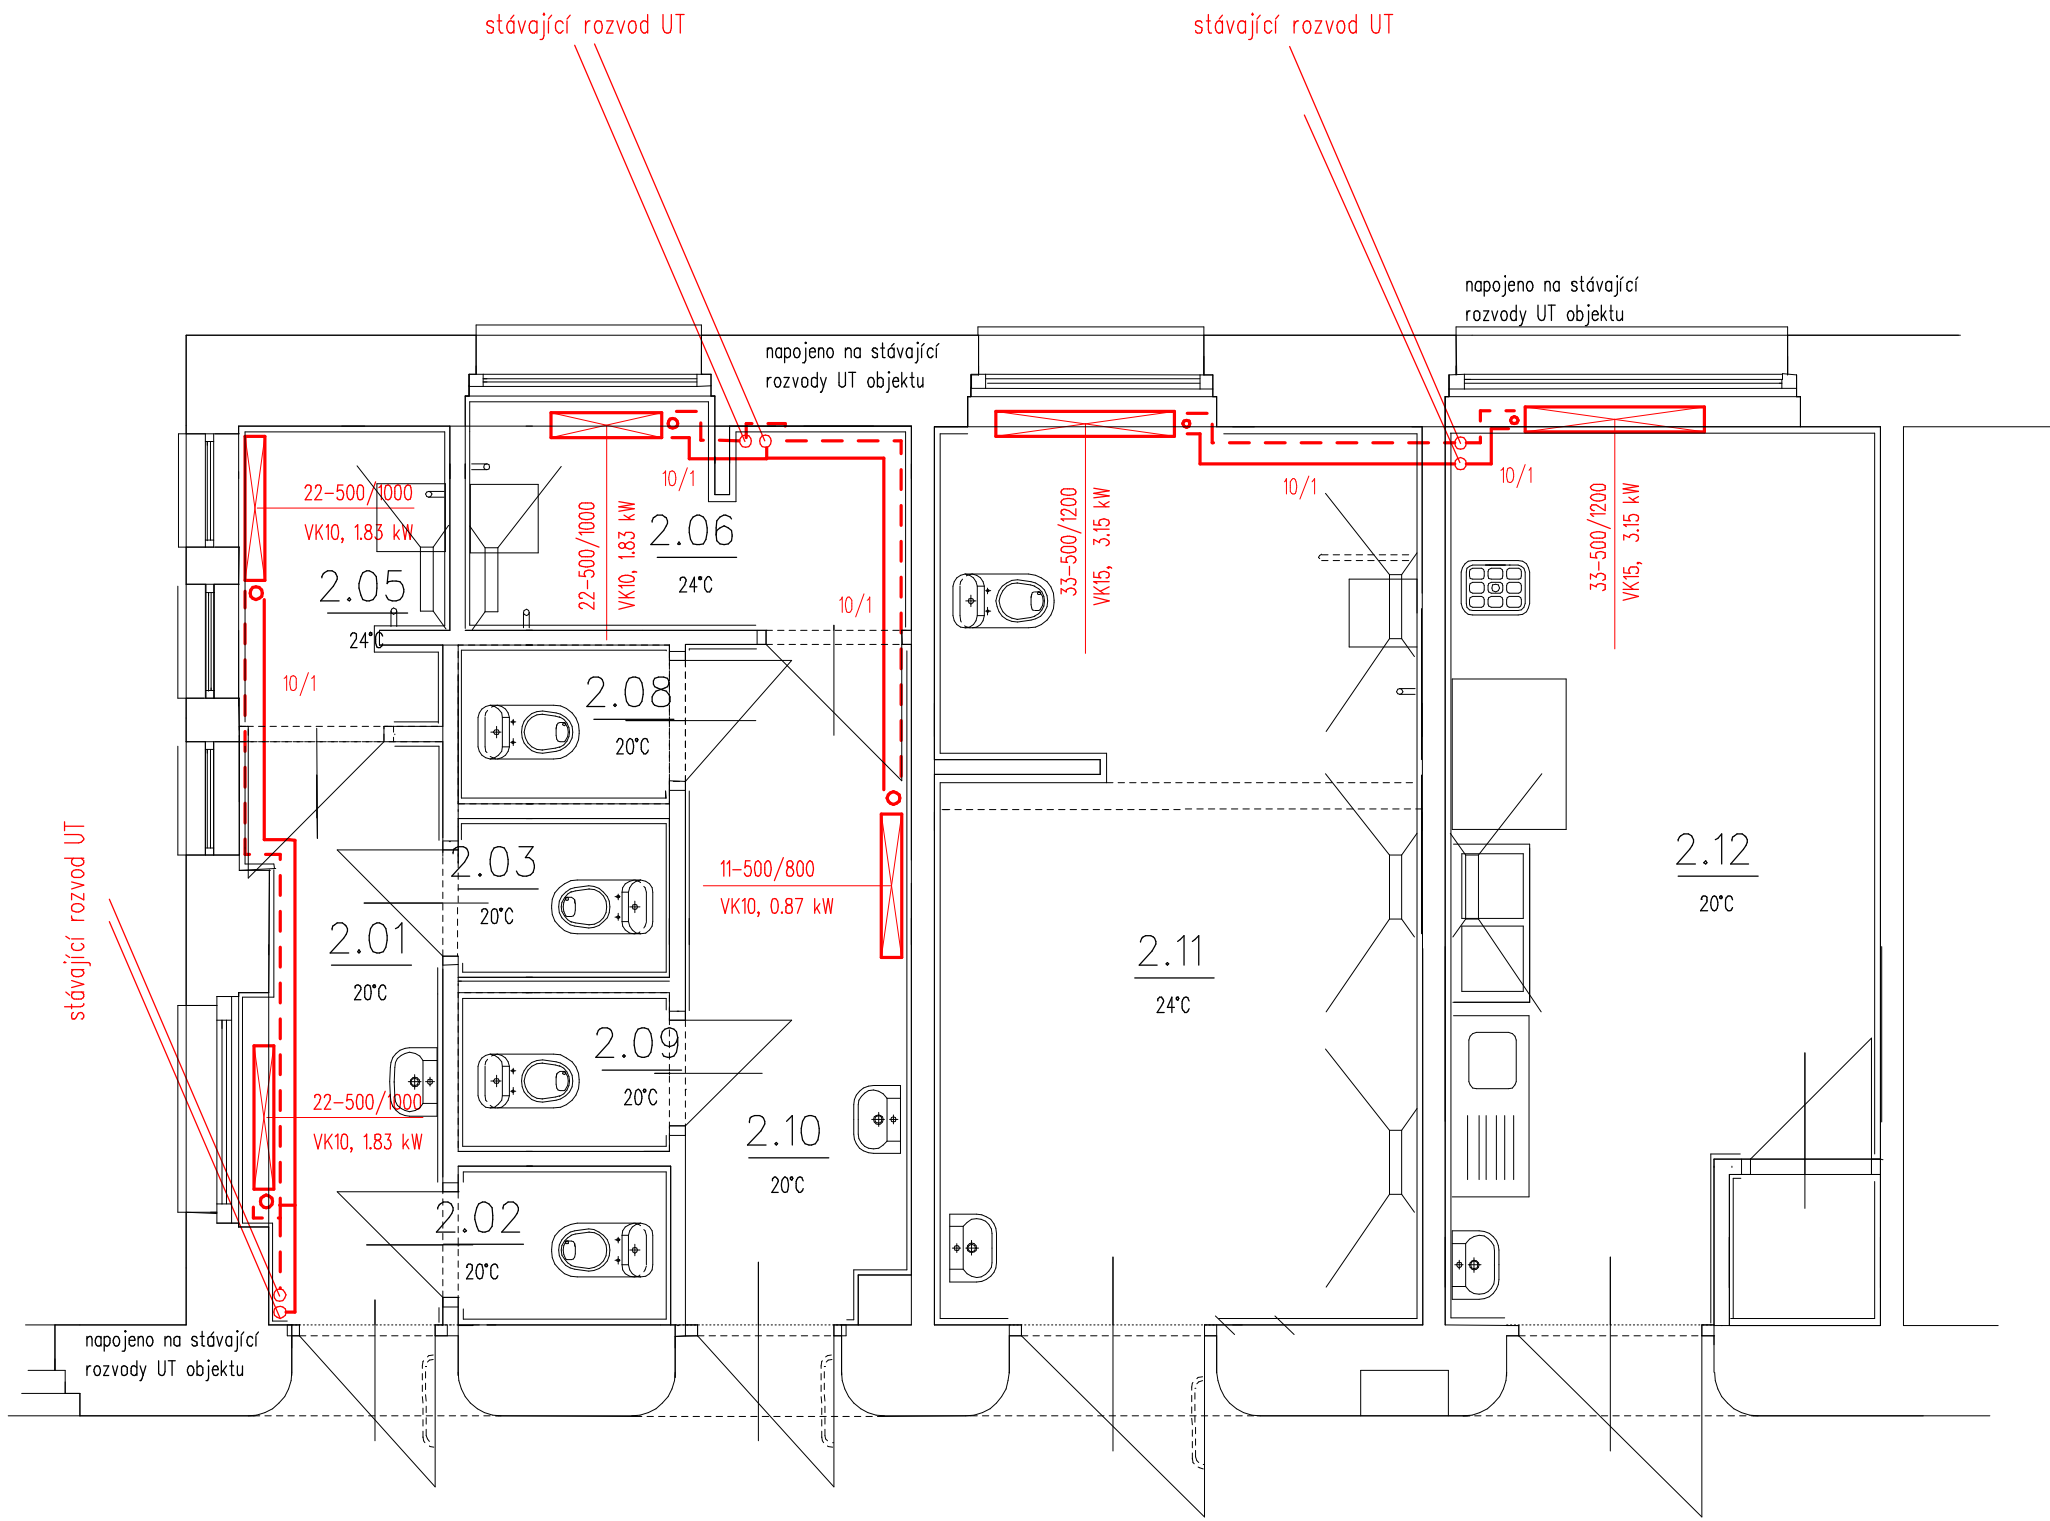 stávající rozvod UT
stávající rozvod UT
napojeno na stávající
rozvody UT objektu
napojeno na stávající
rozvody UT objektu
22-500/1000
VK10, 1.83 kW
2.05
24°C
10/1
22-500/1000
VK10, 1.83 kW
10/1
2.06
24°C
10/1
33-500/1200
VK15, 3.15 kW
10/1
10/1
33-500/1200
VK15, 3.15 kW
2.08
20°C
2.03
20°C
11-500/800
VK10, 0.87 kW
2.12
20°C
stávající rozvod UT
2.01
20°C
2.11
24°C
2.09
20°C
22-500/1000
VK10, 1.83 kW
2.10
20°C
2.02
20°C
napojeno na stávající
rozvody UT objektu